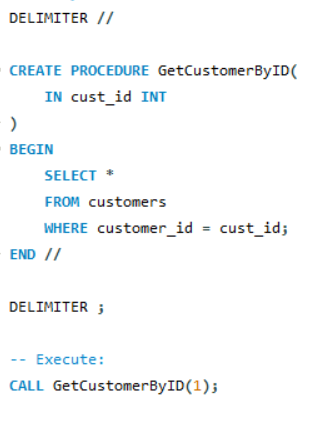 DELIMITER //
CREATE PROCEDURE GetCustomerByID(
    IN cust_id INT
)
BEGIN
    SELECT *
    FROM customers
    WHERE customer_id = cust_id;
END //
DELIMITER ;
-- Execute:
CALL GetCustomerByID(1);